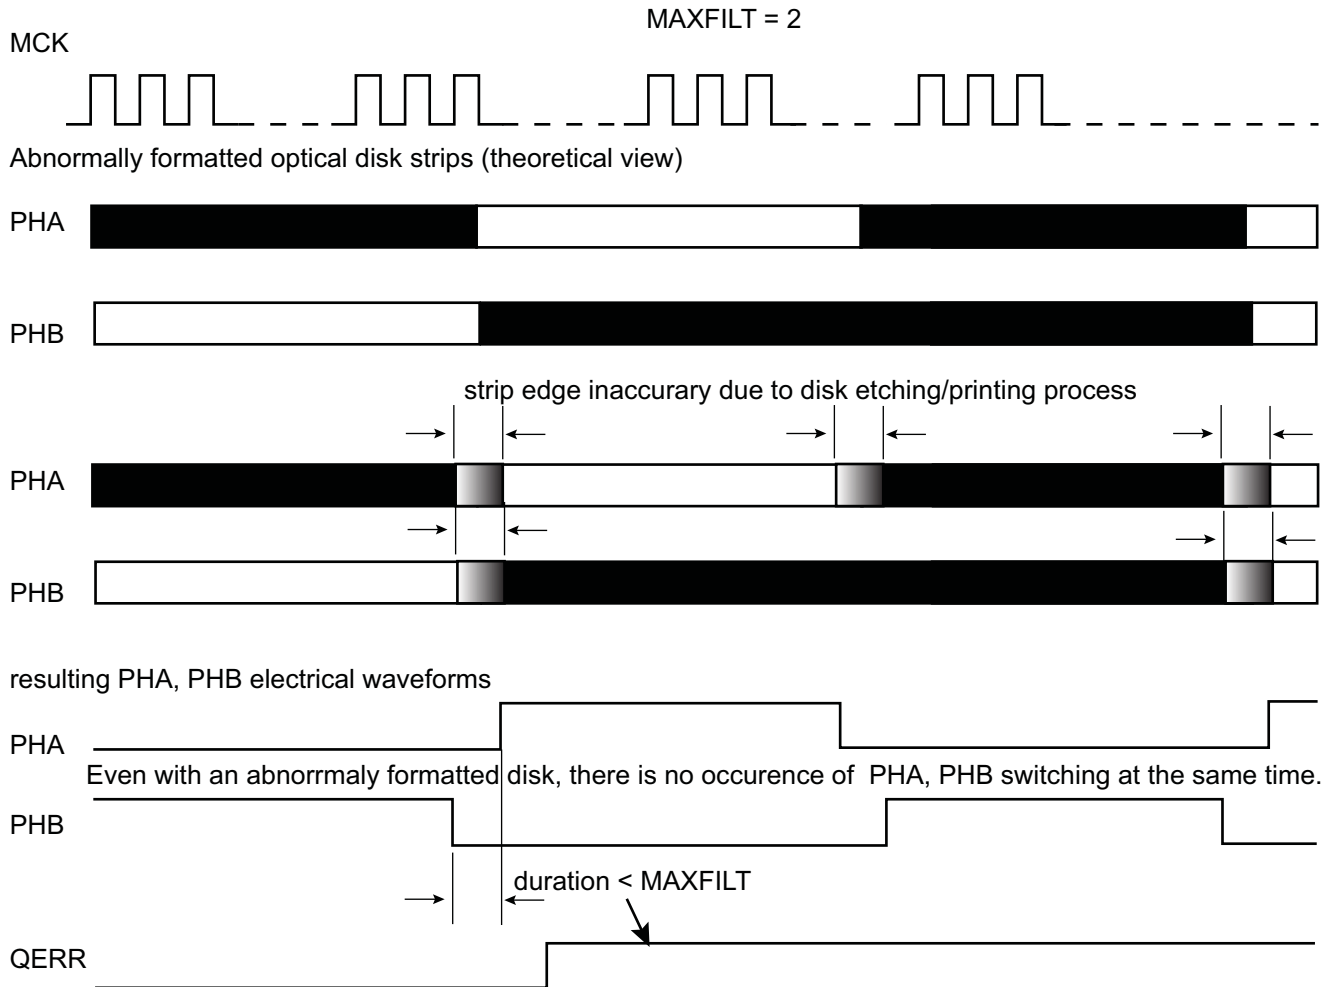 MAXFILT = 2
MCK
Abnormally formatted optical disk strips (theoretical view)
PHA
PHB
strip edge inaccurary due to disk etching/printing process
PHA
PHB
resulting PHA, PHB electrical waveforms
PHA
Even with an abnorrmaly formatted disk, there is no occurence of PHA, PHB switching at the same time.
PHB
duration < MAXFILT
QERR